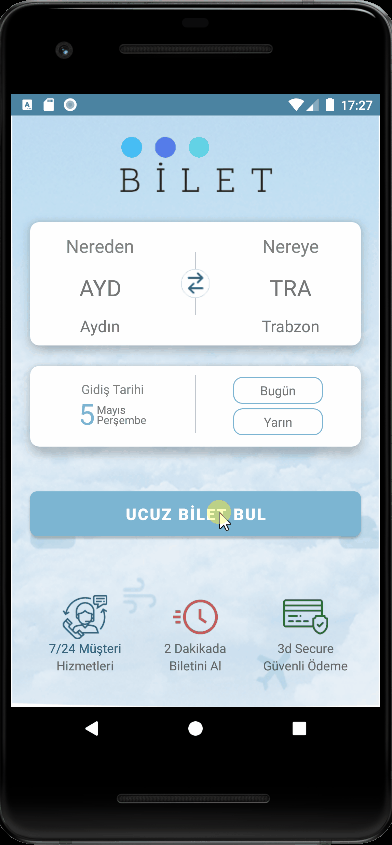 A
17:27
BİLET
Nereden
Nereye
AYD
TRA
Aydın
Trabzon
Gidiş Tarihi
5 Mayıs
Perşembe
Bugün
Yarın
UCUZ BİLET BUL
7/24 Müşteri
Hizmetleri
2 Dakikada
Biletini Al
3d Secure
Güvenli Ödeme